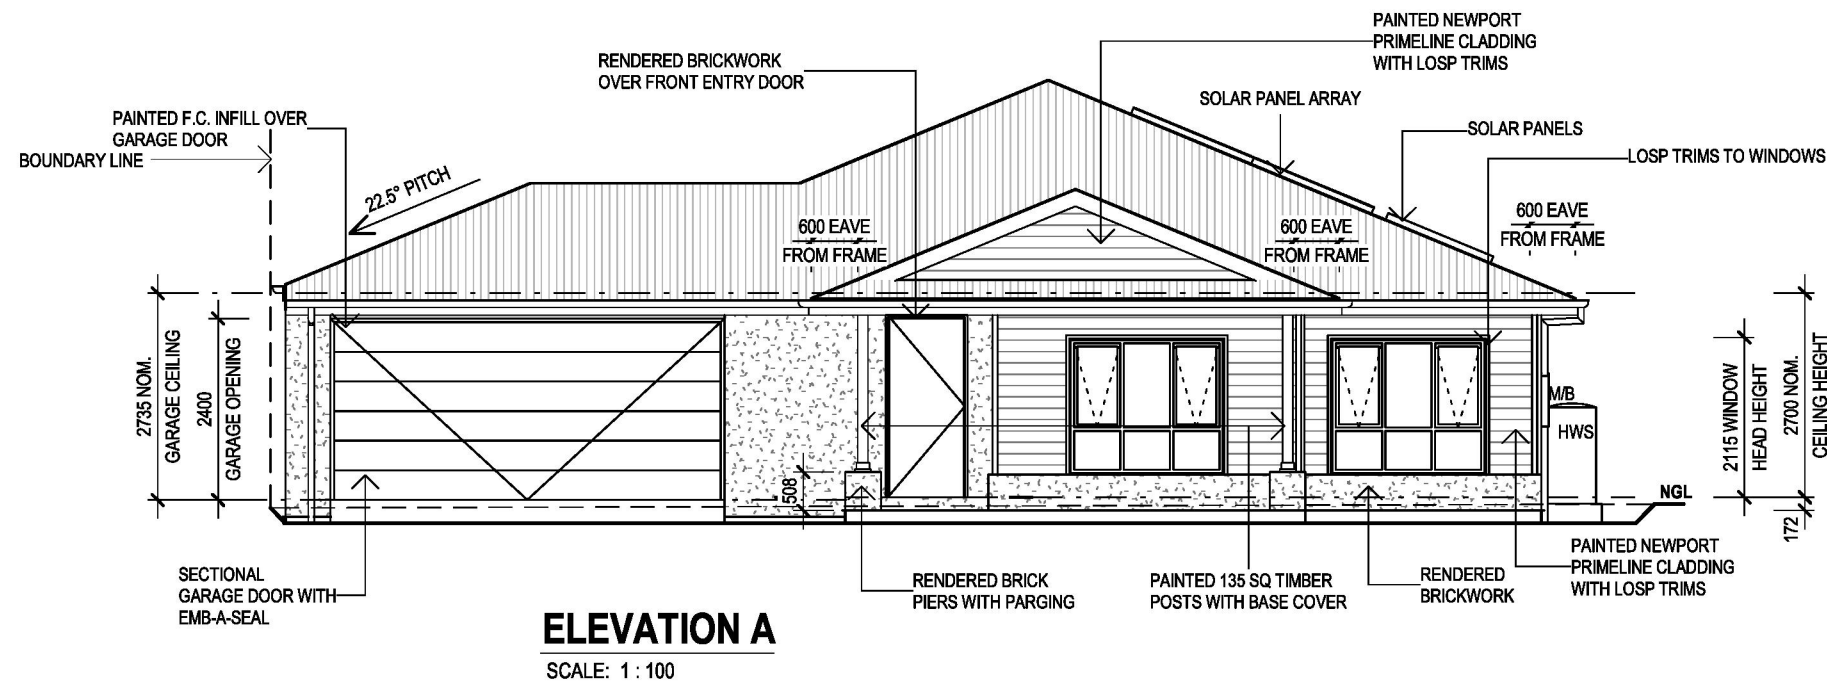 PAINTED NEWPORT
PRIMELINE CLADDING
WITH LOSP TRIMS
RENDERED BRICKWORK
OVER FRONT ENTRY DOOR
SOLAR PANEL ARRAY
PAINTED F.C. INFILL OVER
GARAGE DOOR
SOLAR PANELS
BOUNDARY LINE
LOSP TRIMS TO WINDOWS
22.5° PITCH
600 EAVE
FROM FRAME
600 EAVE
FROM FRAME
600 EAVE
FROM FRAME
2735 NOM.
GARAGE CEILING
2400
GARAGE OPENING
2115 WINDOW
HEAD HEIGHT
2700 NOM.
CEILING HEIGHT
M/B
HWS
508
NGL
172
SECTIONAL
GARAGE DOOR WITH
EMB-A-SEAL
RENDERED BRICK
PIERS WITH PARGING
PAINTED 135 SQ TIMBER
POSTS WITH BASE COVER
RENDERED
BRICKWORK
PAINTED NEWPORT
PRIMELINE CLADDING
WITH LOSP TRIMS
ELEVATION A
SCALE: 1 : 100